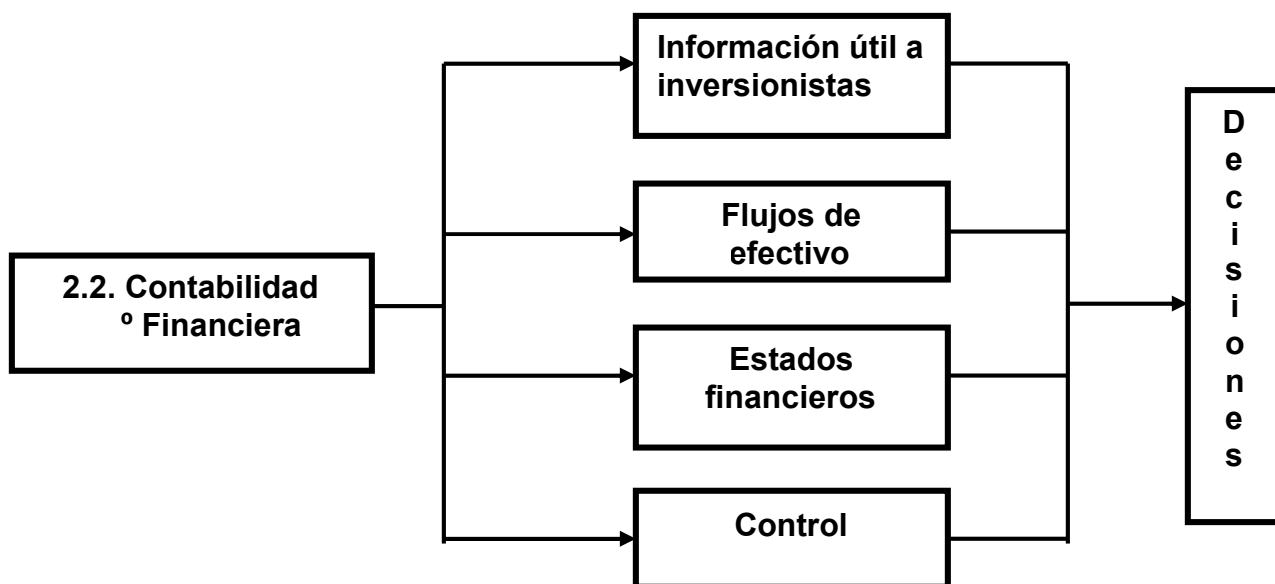 Información útil a
inversionistas
Flujos de
efectivo
2.2. Contabilidad
º Financiera
Estados
financieros
Control
D
e
c
i
s
i
o
n
e
s